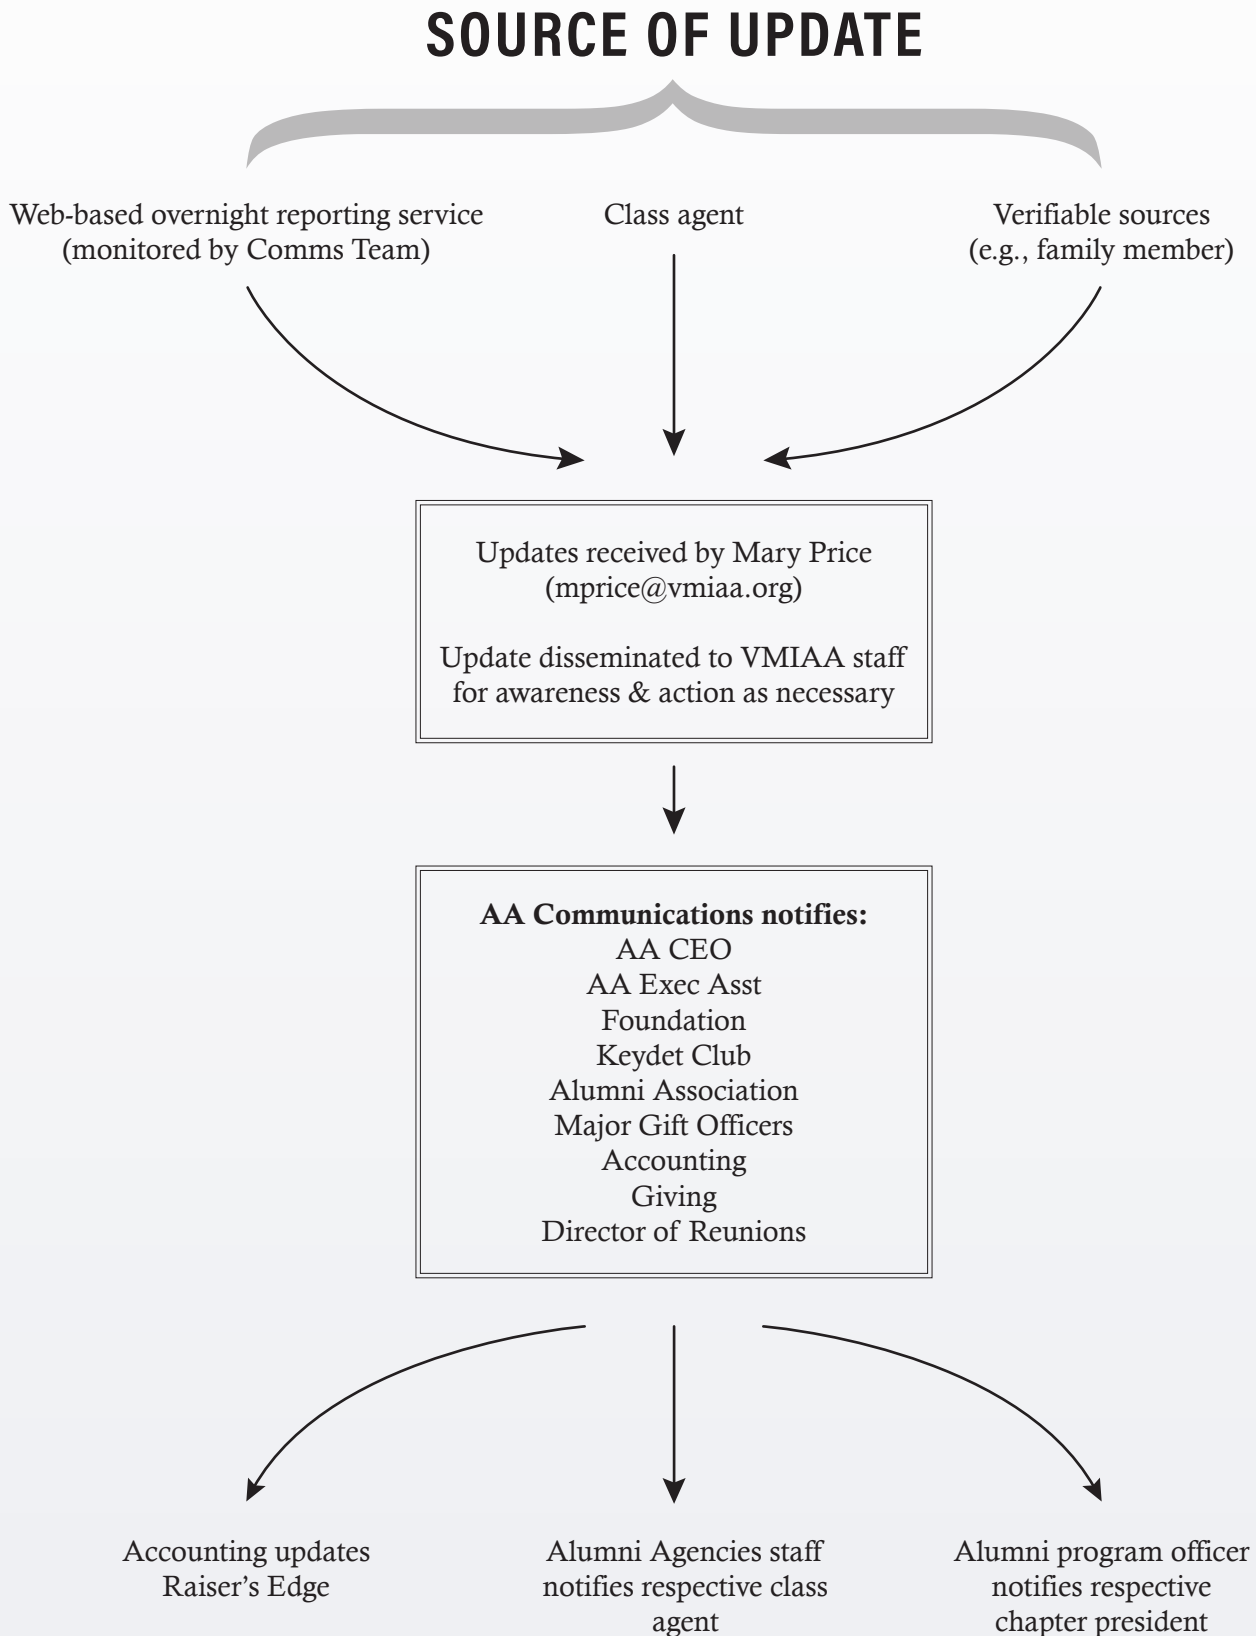 SOURCE OF UPDATE
Web-based overnight reporting service
(monitored by Comms Team)
Class agent
Verifiable sources
(e.g., family member)
Updates received by Mary Price
(mprice@vmiaa.org)
Update disseminated to VMIAA staff
for awareness & action as necessary
AA Communications notifies:
AA CEO
AA Exec Asst
Foundation
Keydet Club
Alumni Association
Major Gift Officers
Accounting
Giving
Director of Reunions
Accounting updates
Raiser's Edge
Alumni Agencies staff
notifies respective class
agent
Alumni program officer
notifies respective
chapter president